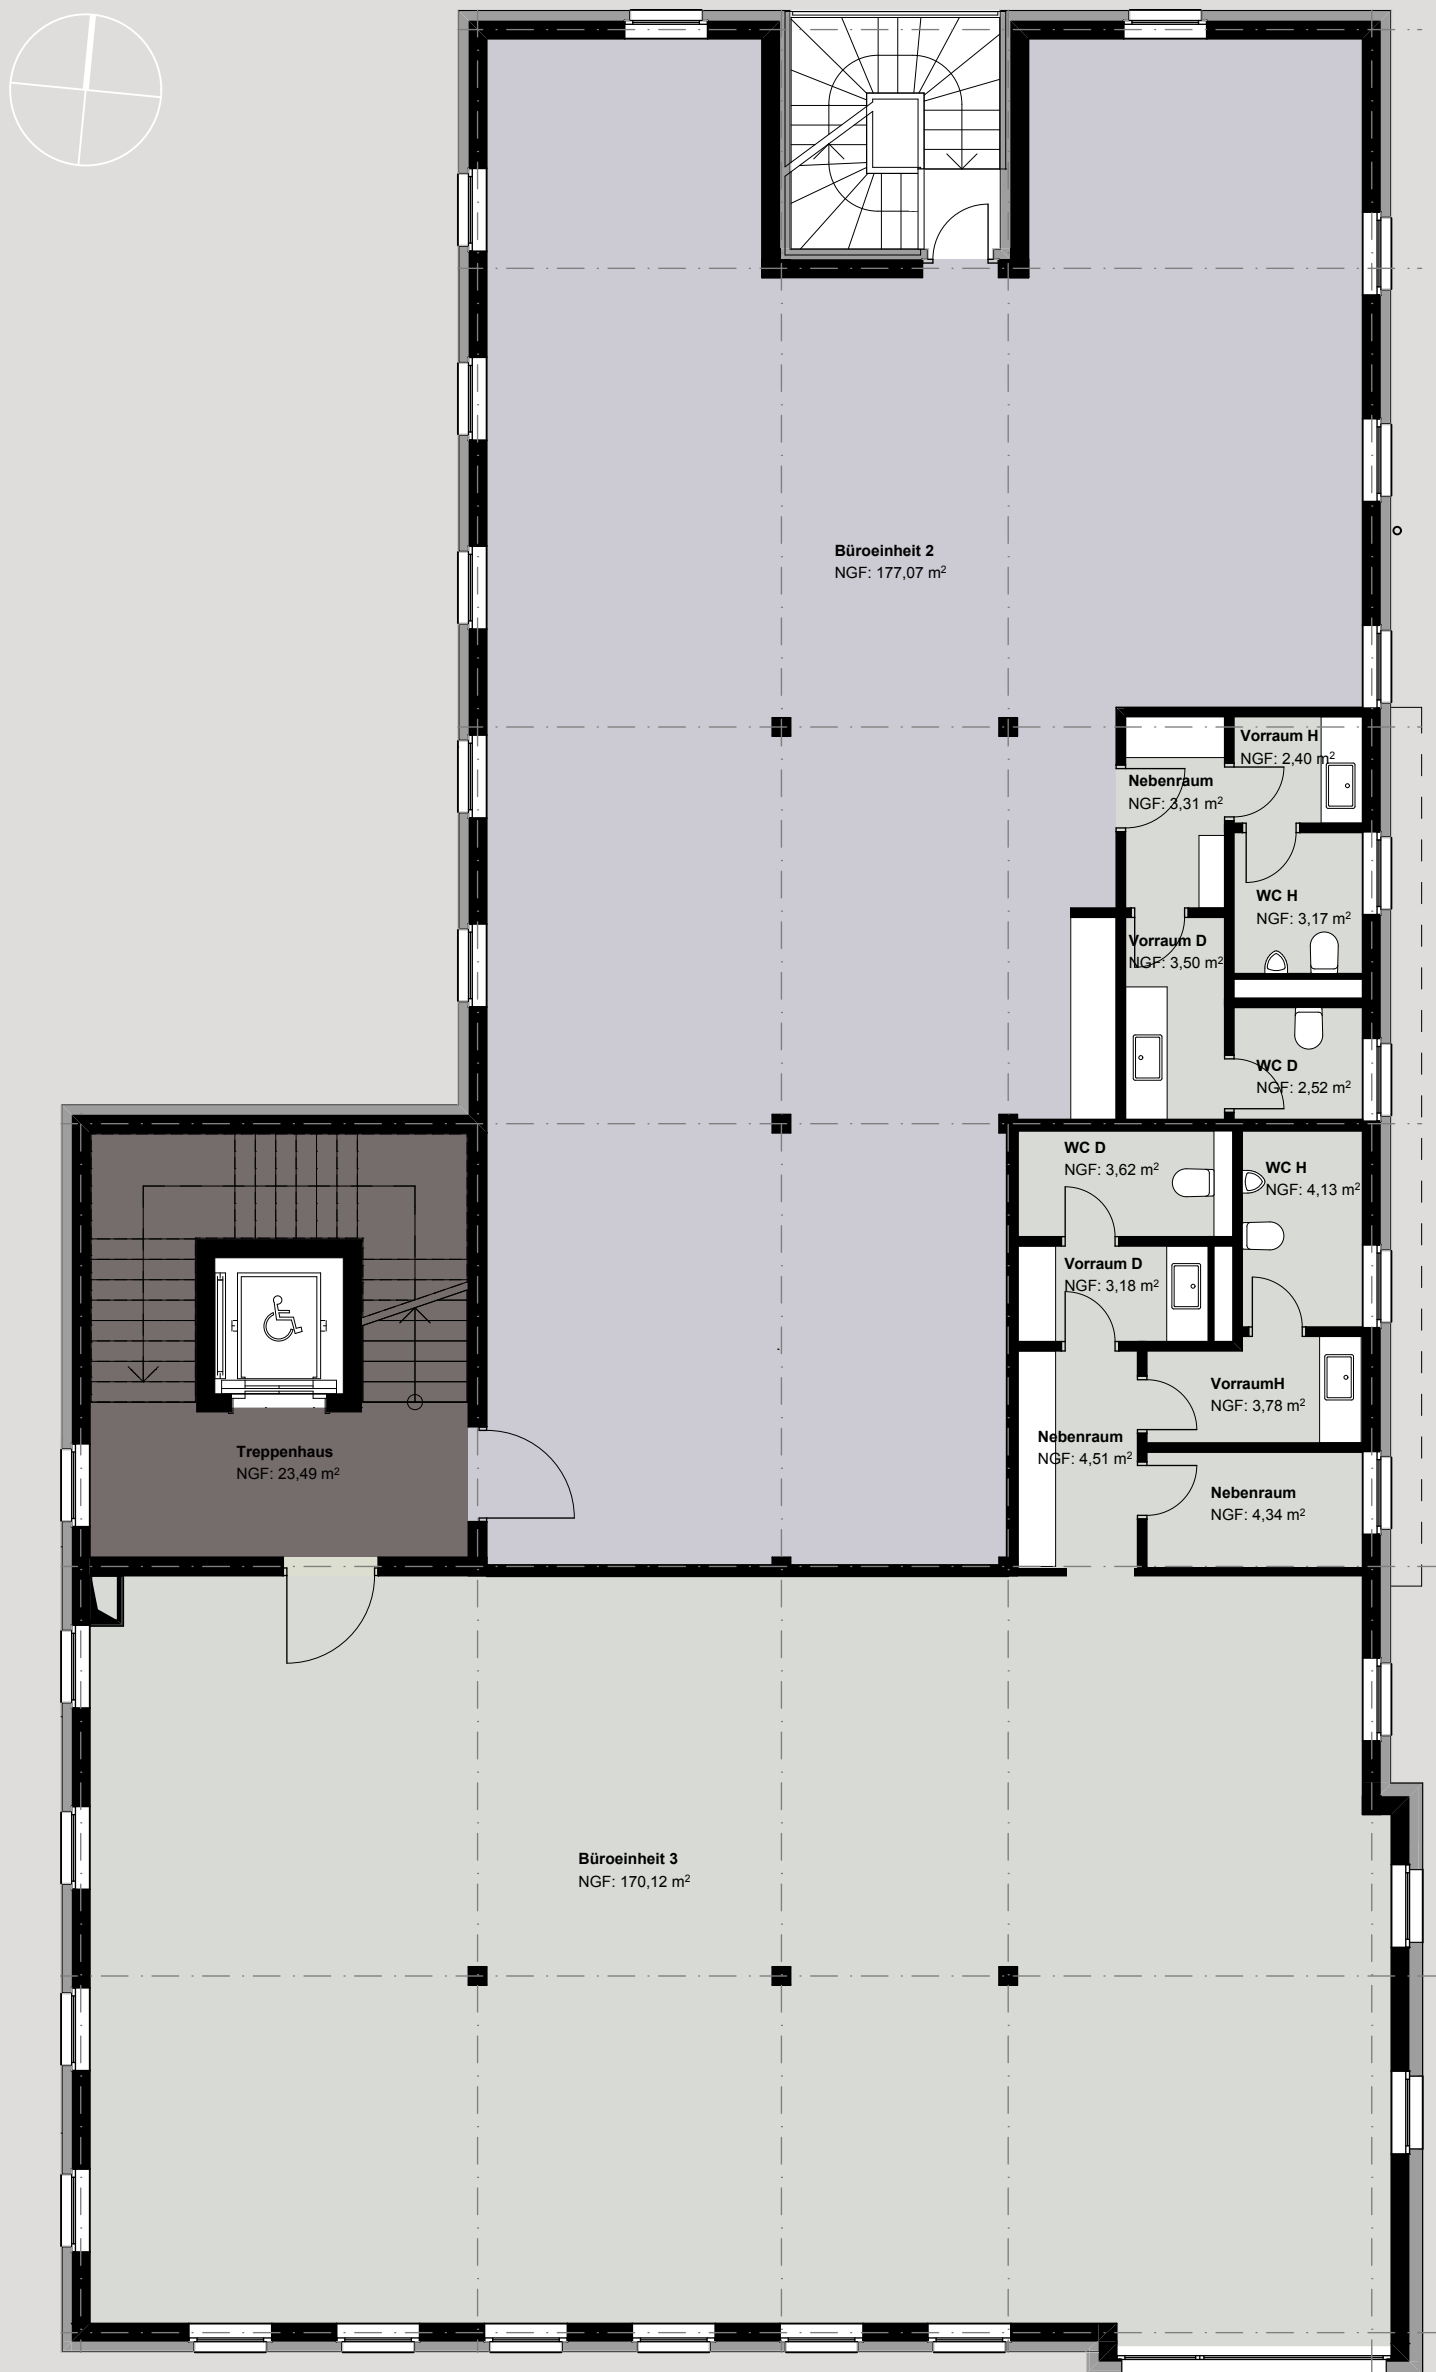 Büroeinheit 2
NGF: 177,07 m²
Vorraum H
NGF: 2,40 m²
Nebenraum
NGF: 3,31 m²
WC H
NGF: 3,17 m²
Vorraum D
NGF: 3,50 m²
WC D
NGF: 2,52 m²
WC D
NGF: 3,62 m²
WC H
NGF: 4,13 m²
Vorraum D
NGF: 3,18 m²
VorraumH
NGF: 3,78 m²
Nebenraum
NGF: 4,51 m²
Treppenhaus
NGF: 23,49 m²
Nebenraum
NGF: 4,34 m²
Büroeinheit 3
NGF: 170,12 m²